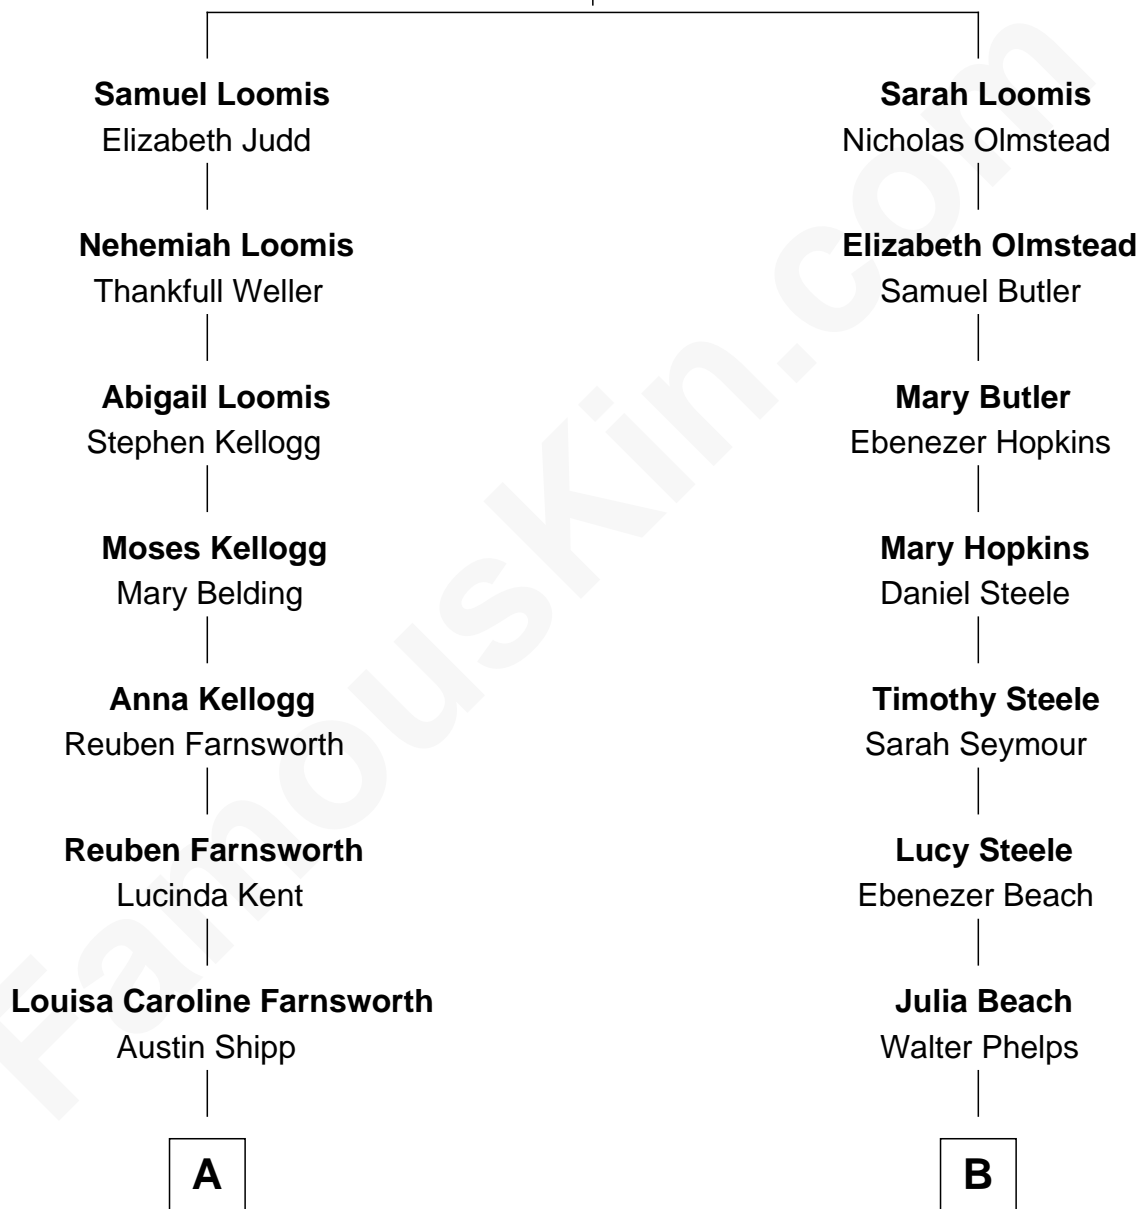 Samuel Loomis
Elizabeth Judd
Nehemiah Loomis
Thankfull Weller
Abigail Loomis
Stephen Kellogg
Moses Kellogg
Mary Belding
Anna Kellogg
Reuben Farnsworth
Reuben Farnsworth
Lucinda Kent
Louisa Caroline Farnsworth
Austin Shipp
A
Sarah Loomis
Nicholas Olmstead
Elizabeth Olmstead
Samuel Butler
Mary Butler
Ebenezer Hopkins
Mary Hopkins
Daniel Steele
Timothy Steele
Sarah Seymour
Lucy Steele
Ebenezer Beach
Julia Beach
Walter Phelps
B
FamousKin.com